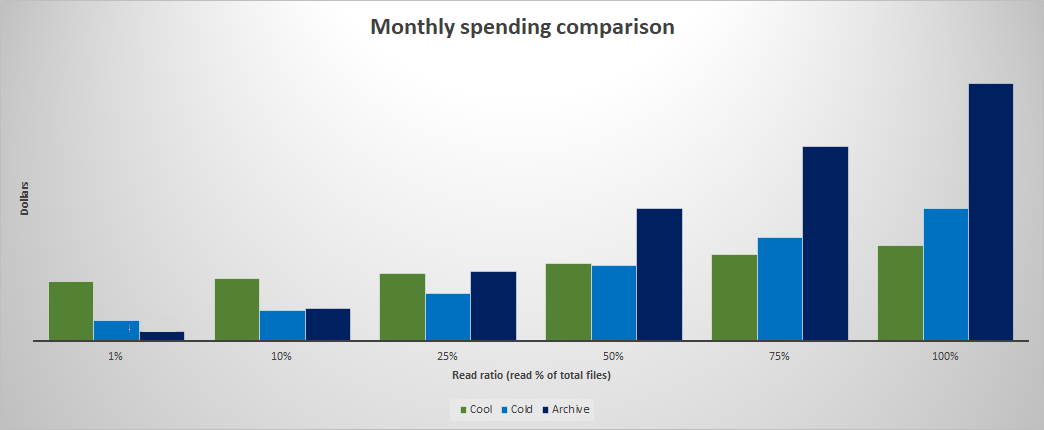 Monthly spending comparison
Dollars
1% 10% 25% 50% 75% 100%
Read ratio (read % of total files)
Cool Cold Archive